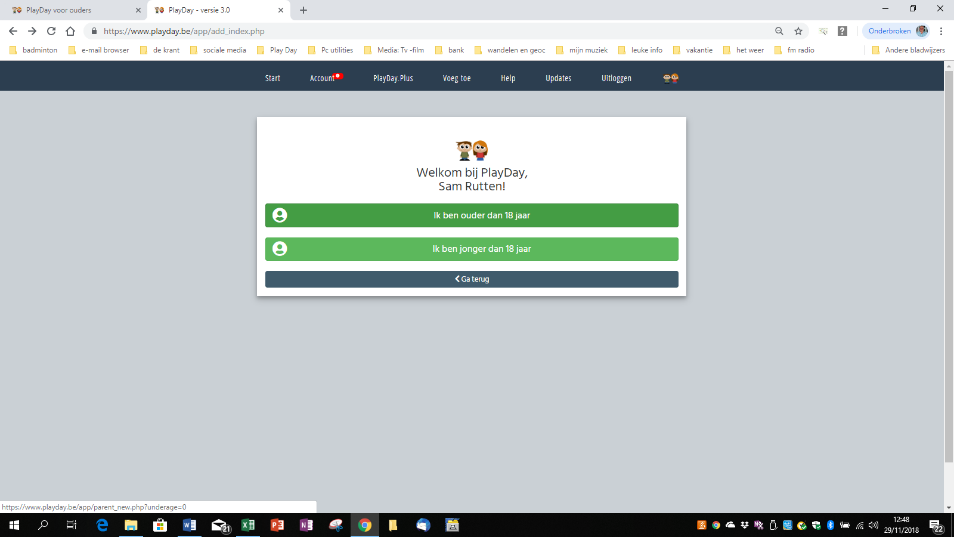 PlayDay voor ouders
PlayDay - versie 3.0
https://www.playday.be/app/add_index.php
Onderbroken
badminton
e-mail browser
de krant
sociale media
Play Day
Pc utilities
Media: Tv -film
bank
wandelen en geoc
mijn muziek
leuke info
vakantie
het weer
fm radio
Andere bladwijzers
Start
Account
PlayDay.Plus
Voeg toe
Help
Updates
Uitloggen
Welkom bij PlayDay,
Sam Rutten!
Ik ben ouder dan 18 jaar
Ik ben jonger dan 18 jaar
Ga terug
https://www.playday.be/app/parent_new.php?underage=0
21
12:48
29/11/2018
22